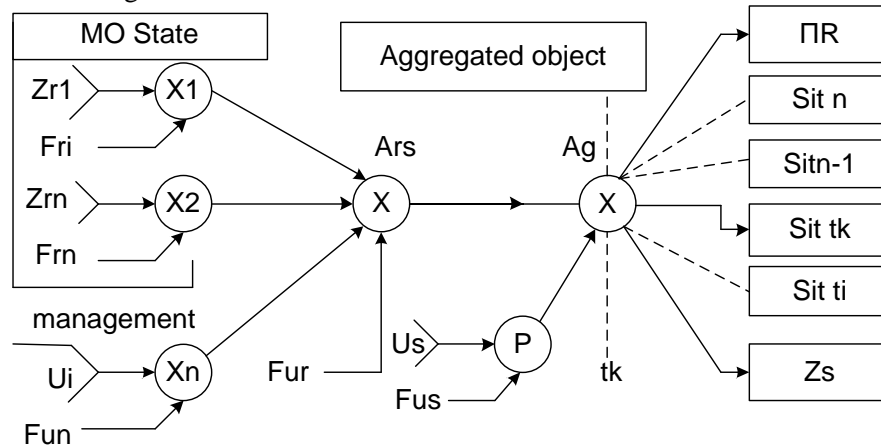 MO State
Aggregated object
ПR
Zr1
X1
Sit n
Fri
Ars
Ag
Sitn-1
Zrn
X2
X
X
Sit tk
Frn
Sit ti
management
Us
P
Ui
Xn
Fur
Fus
tk
Zs
Fun